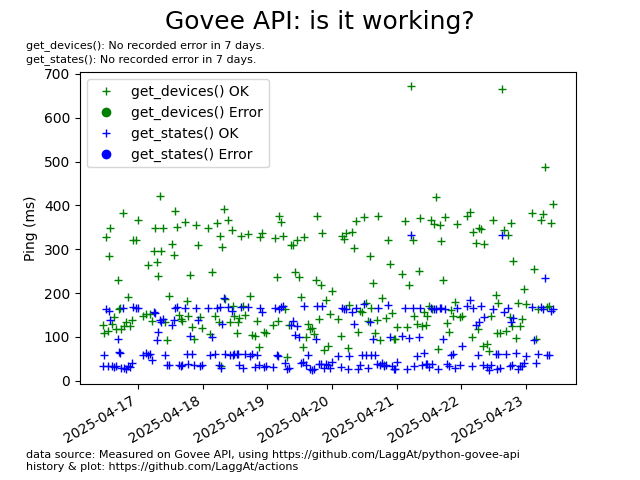 Govee API: is it working?
get_devices(): No recorded error in 7 days.
get_states(): No recorded error in 7 days.
get_devices() OK
get_devices() Error
get_states() OK
get_states() Error
Ping (ms)
700
600
500
400
300
200
100
0
2025-04-17
2025-04-18
2025-04-19
2025-04-20
2025-04-21
2025-04-22
2025-04-23
data source: Measured on Govee API, using https://github.com/LaggAt/python-govee-api
history & plot: https://github.com/LaggAt/actions